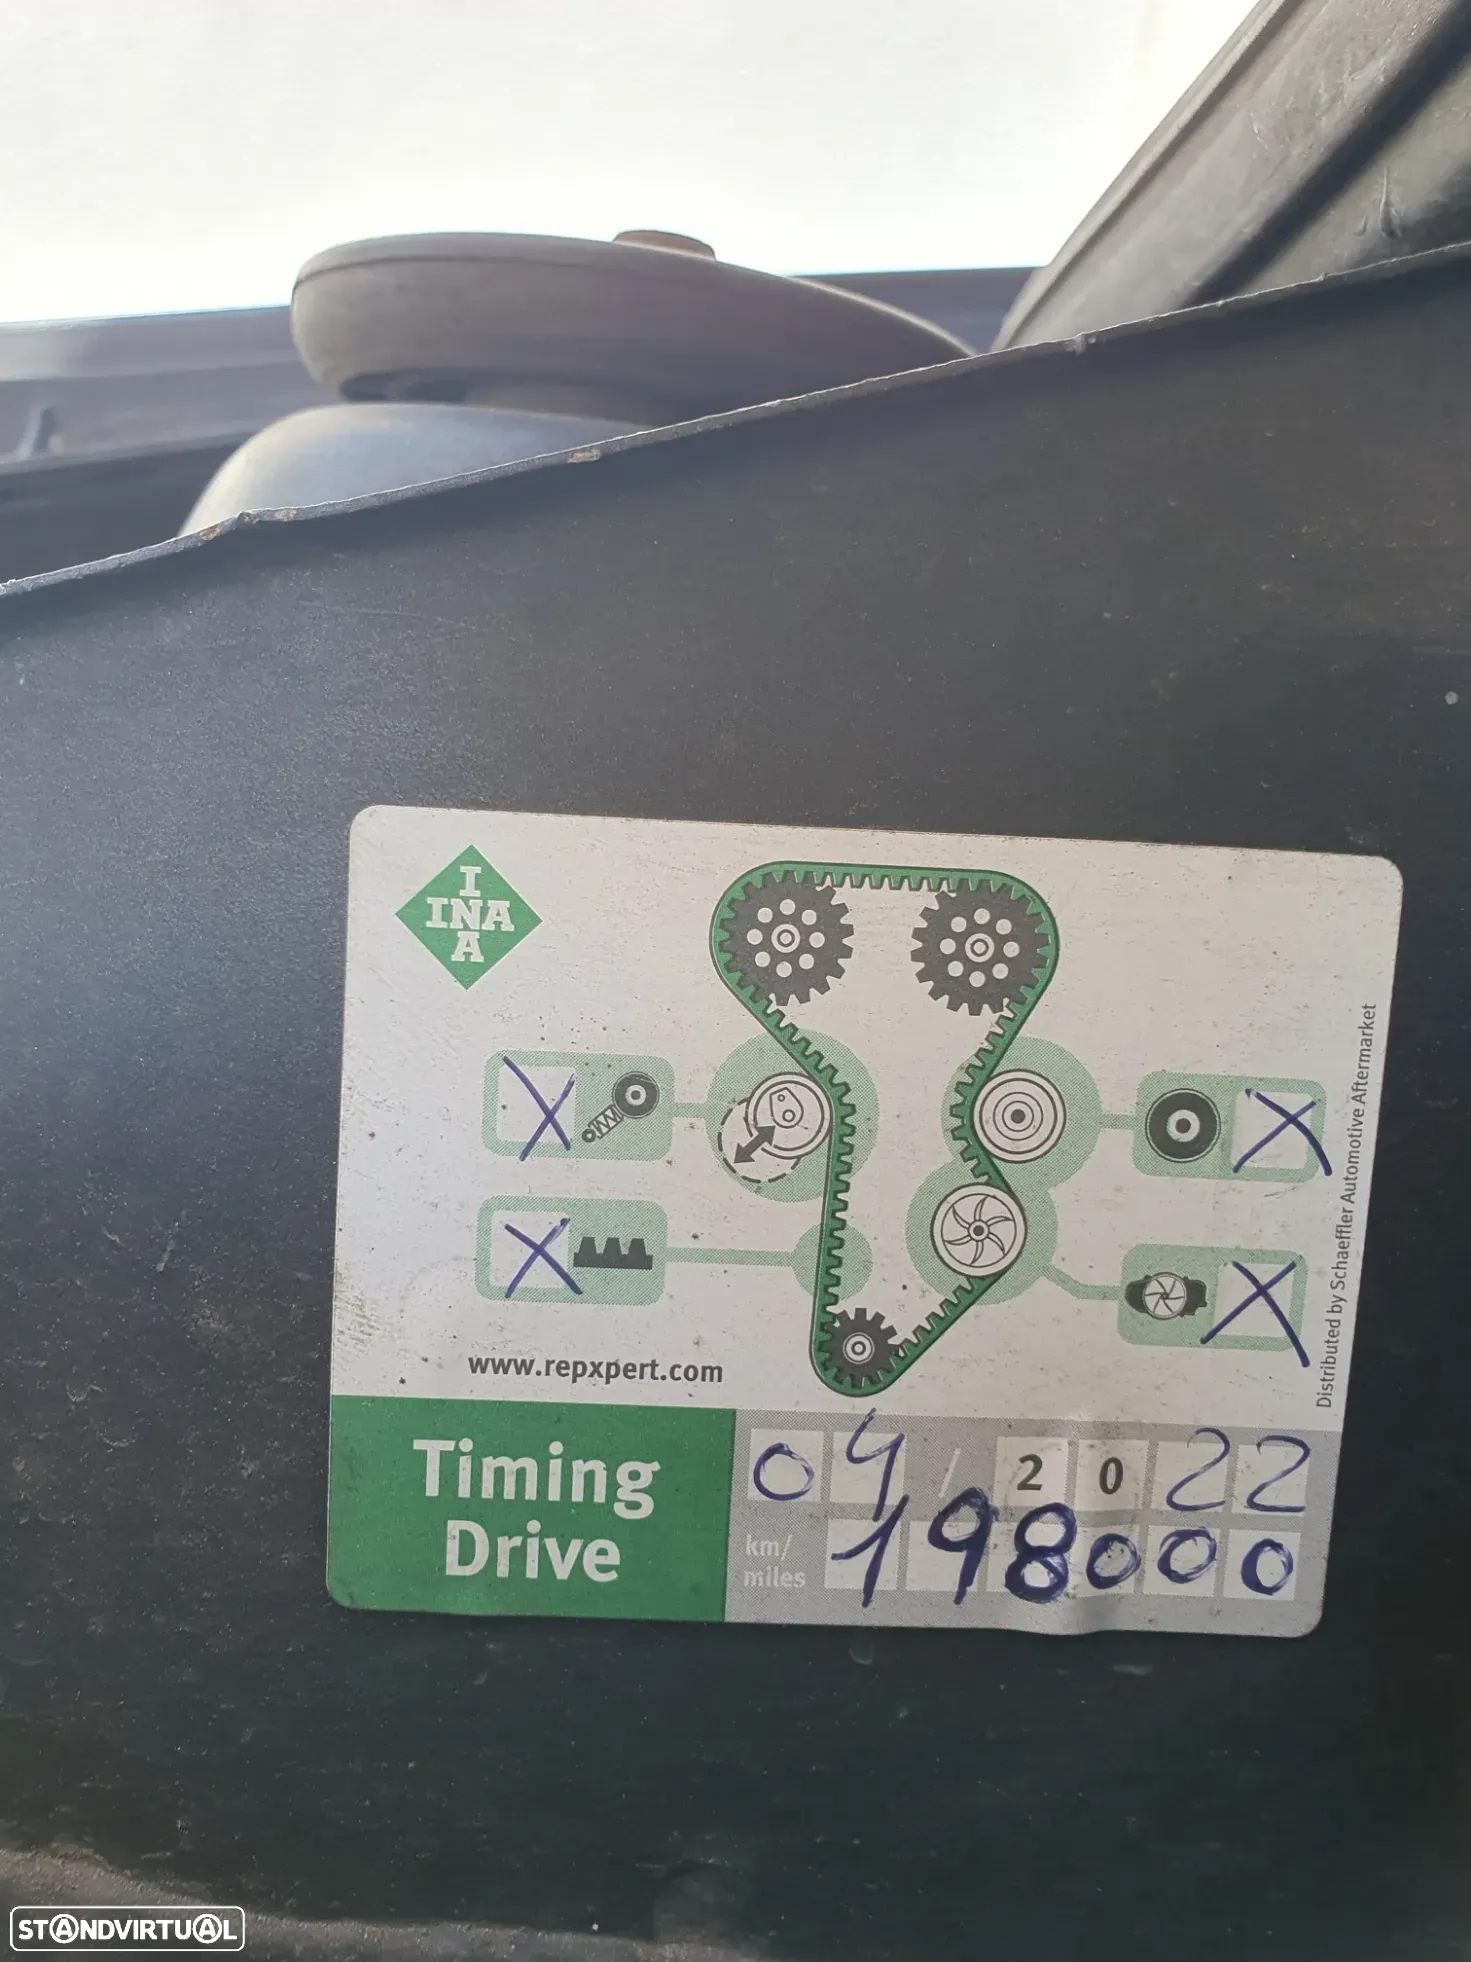 I
INA
A
www.repxpert.com
Distributed by Schaeffler Automotive Aftermarket
Timing
Drive
04 / 2022
km/
miles
198000
STANDVIRTUAL